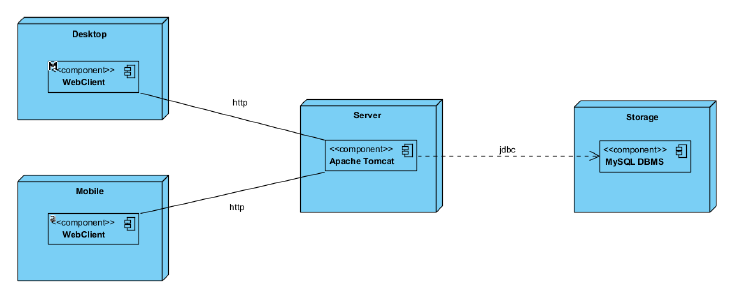 Desktop
<<component>>
WebClient
http
Server
<<component>>
Apache Tomcat
jdbc
Storage
<<component>>
MySQL DBMS
Mobile
<<component>>
WebClient
http